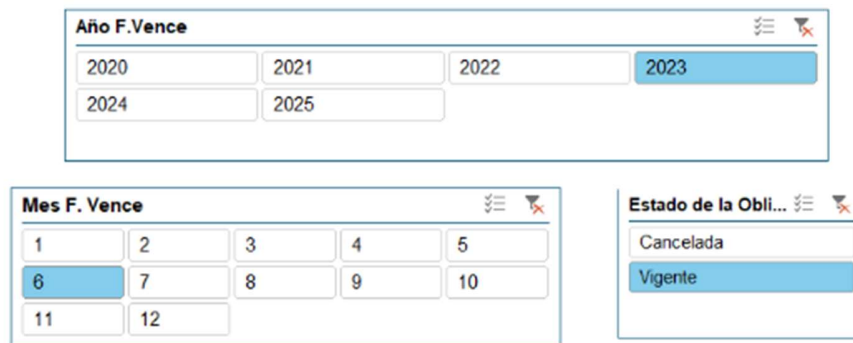 Año F.Vence
2020 2021 2022 2023
2024 2025
Mes F. Vence
1 2 3 4 5
6 7 8 9 10
11 12
Estado de la Obli...
Cancelada
Vigente